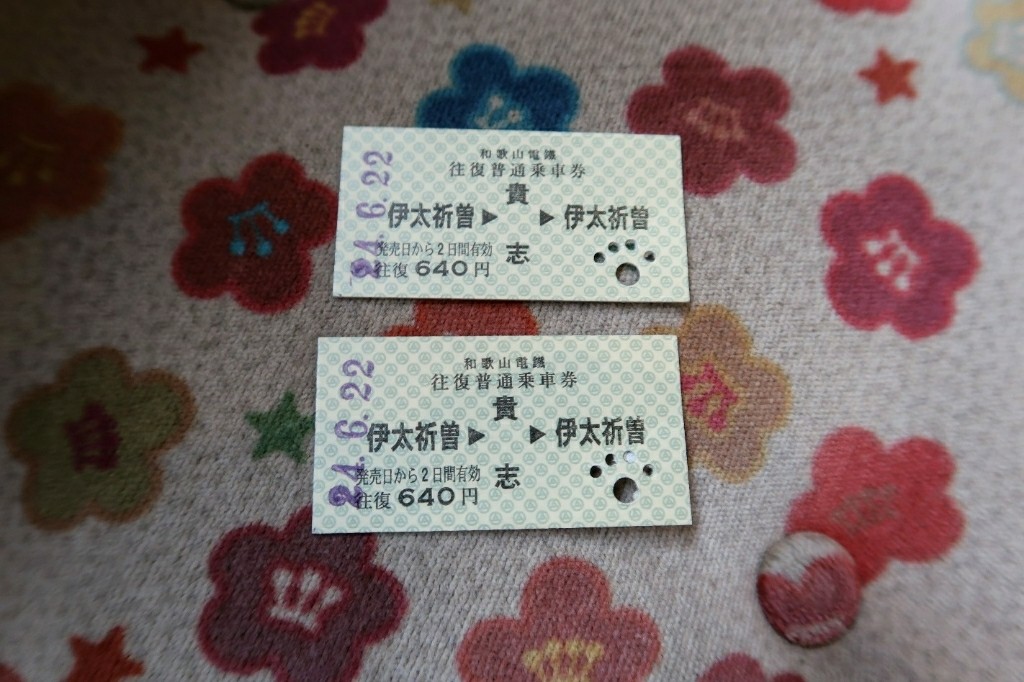 和歌山電鐵
往復普通乗車券
貴
伊太祈曽▶ ▶伊太祈曽
志
発売日から2日間有効
往復640円
24.6.22
和歌山電鐵
往復普通乗車券
貴
伊太祈曽▶ ▶伊太祈曽
志
発売日から2日間有効
往復640円
24.6.22